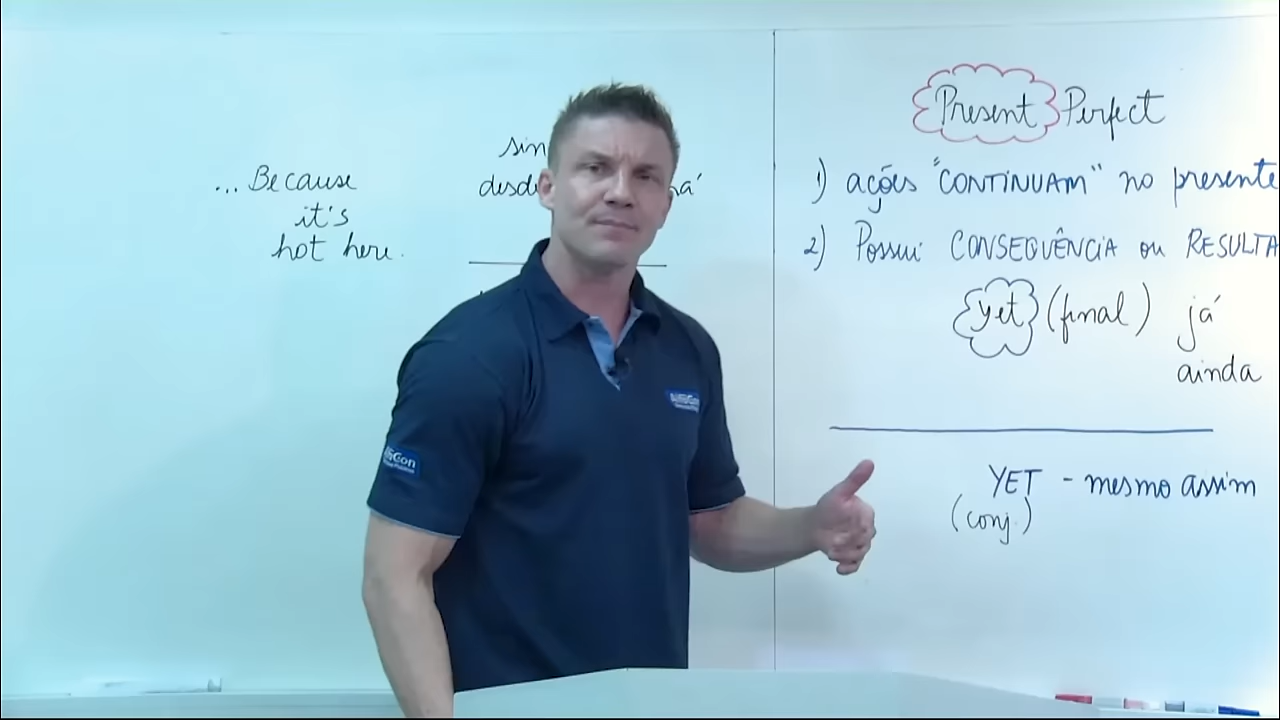 ... Because
it's
hot here.
Present Perfect
1) ações "CONTINUAM" no presente
2) Possui CONSEQUÊNCIA ou RESULTA
yet (final) já
ainda
YET - mesmo assim
(conj.)